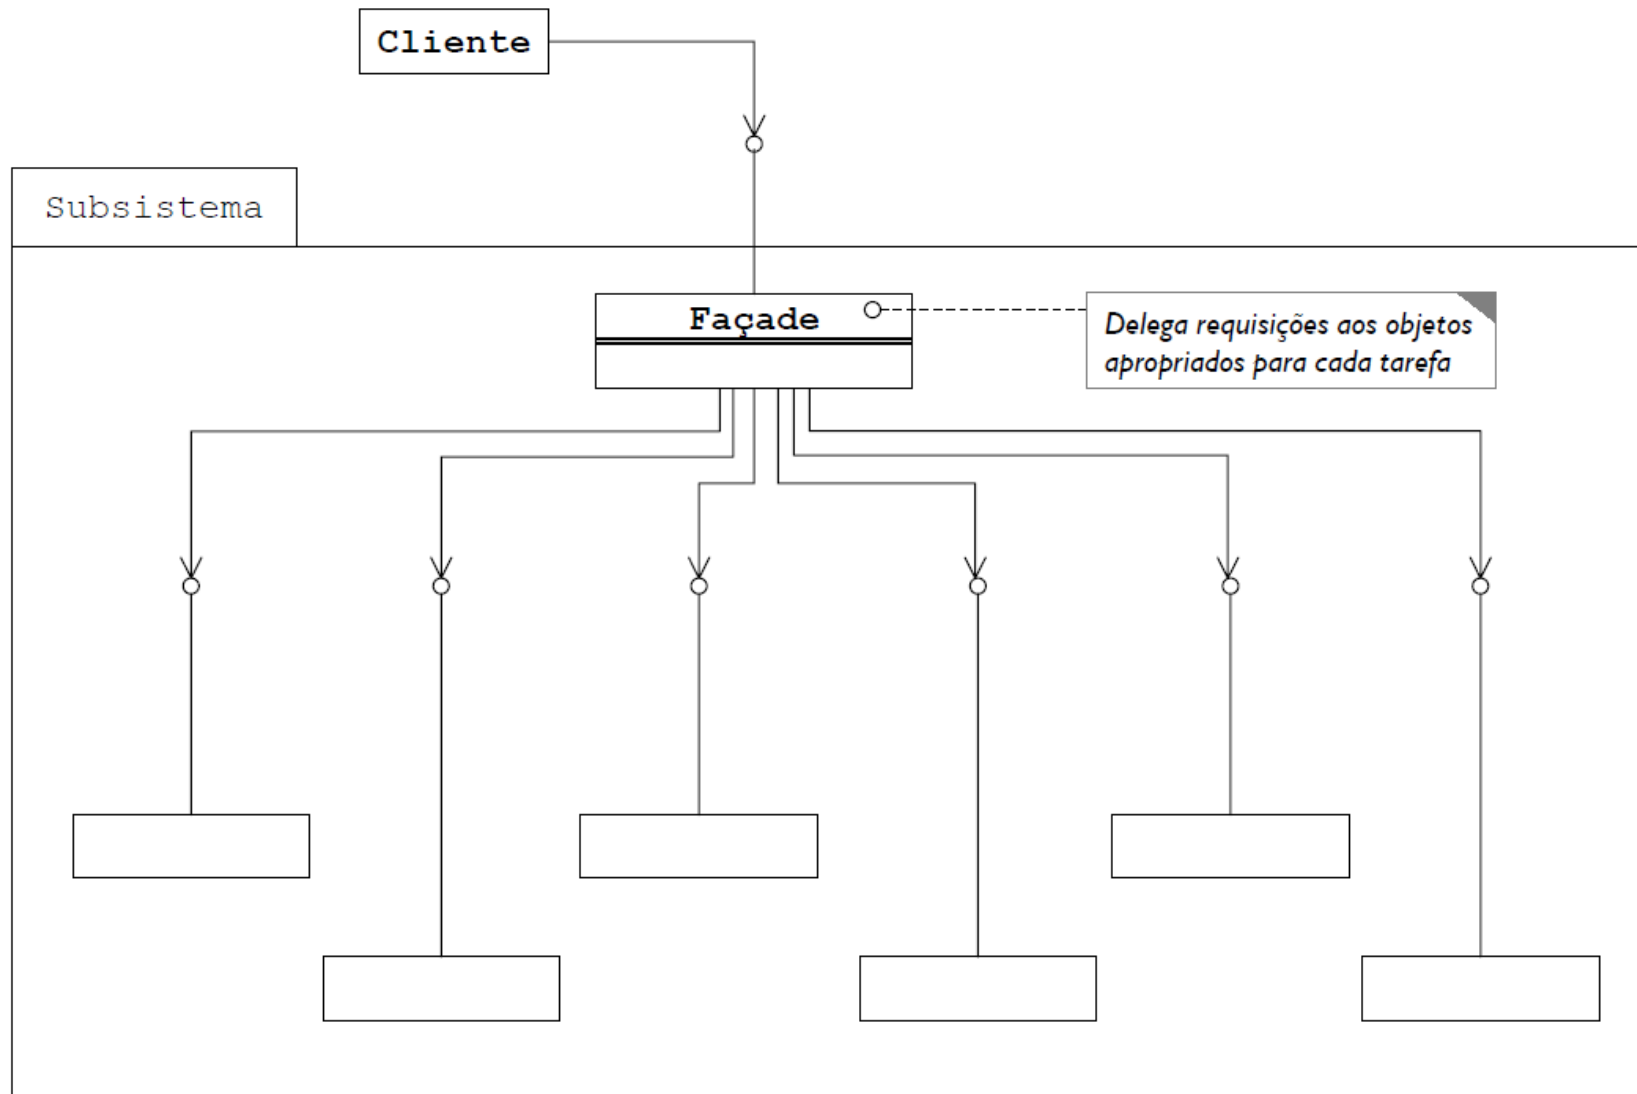 Cliente
Subsistema
Façade
Delega requisições aos objetos
apropriados para cada tarefa